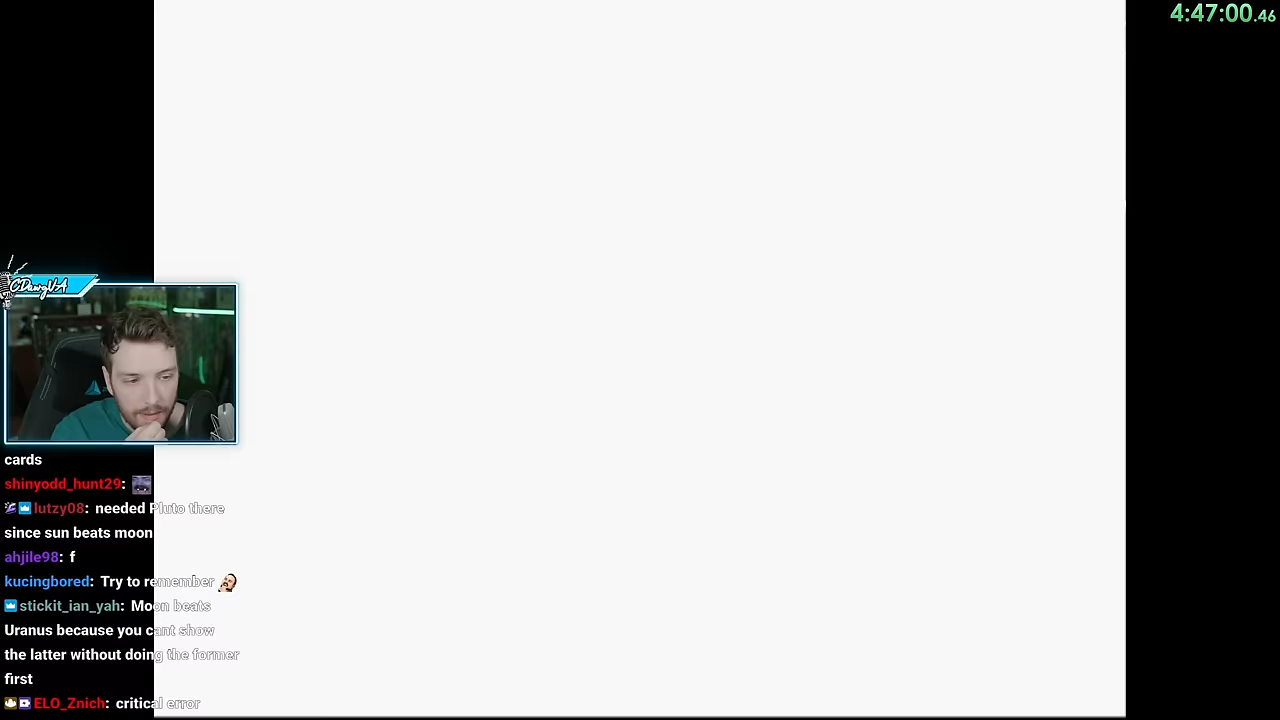 4:47:00.46
CDawgVA
cards
shinyodd_hunt29:
lutzy08: needed Pluto there
since sun beats moon
ahjile98: f
kucingbored: Try to remember
stickit_ian_yah: Moon beats
Uranus because you cant show
the latter without doing the former
first
ELO_Znich: critical error